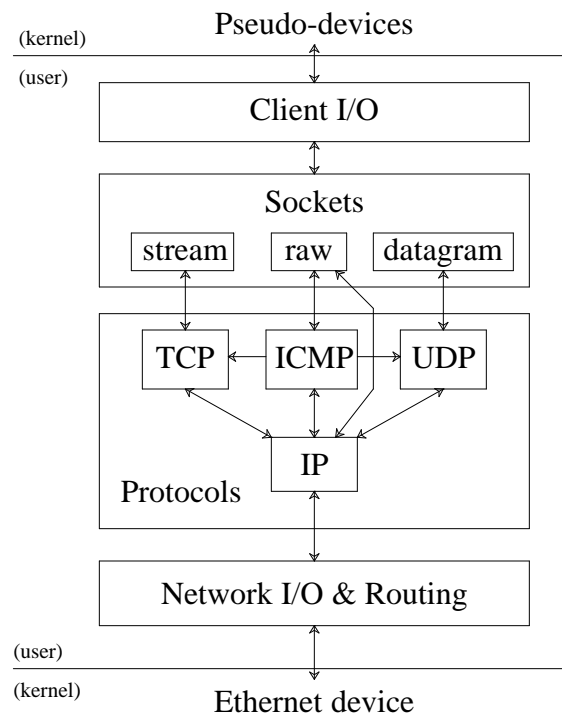 Pseudo-devices
(kernel)
(user)
Client I/O
Sockets
stream raw datagram
TCP ICMP UDP
IP
Protocols
Network I/O & Routing
(user)
(kernel)
Ethernet device